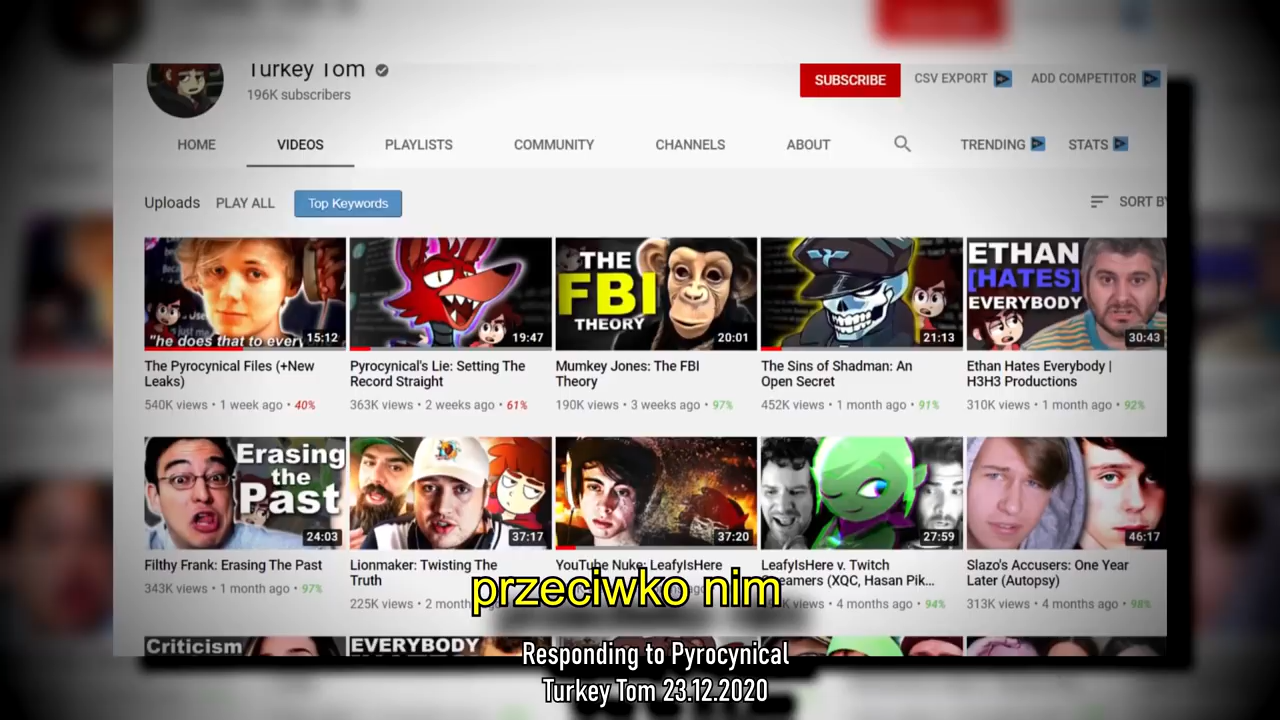 Turkey Tom
196K subscribers
SUBSCRIBE
CSV EXPORT
ADD COMPETITOR
HOME
VIDEOS
PLAYLISTS
COMMUNITY
CHANNELS
ABOUT
TRENDING
STATS
Uploads
PLAY ALL
Top Keywords
SORT BY
"he does that to every
15:12
19:47
THE
FBI
THEORY
20:01
21:13
ETHAN
[HATES]
EVERYBODY
30:43
The Pyrocynical Files (+New
Leaks)
540K views • 1 week ago • 40%
Pyrocynical's Lie: Setting The
Record Straight
363K views • 2 weeks ago • 61%
Mumkey Jones: The FBI
Theory
190K views • 3 weeks ago • 97%
The Sins of Shadman: An
Open Secret
452K views • 1 month ago • 91%
Ethan Hates Everybody |
H3H3 Productions
310K views • 1 month ago • 92%
Erasing
the
Past
24:03
37:17
37:20
27:59
46:17
Filthy Frank: Erasing The Past
343K views • 1 month ago • 97%
Lionmaker: Twisting The
Truth
225K views • 2 month
YouTube Nuke: LeafyIsHere
LeafyIsHere v. Twitch
Streamers (XQC, Hasan Pik...
views • 4 months ago • 94%
Slazo's Accusers: One Year
Later (Autopsy)
313K views • 4 months ago • 98%
Criticism
EVERYBODY
przeciwko nim
Responding to Pyrocynical
Turkey Tom 23.12.2020